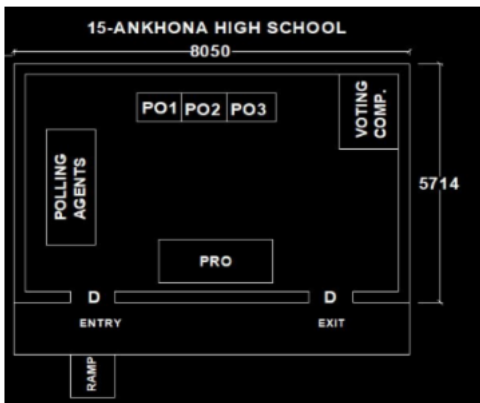 15-ANKHONA HIGH SCHOOL
8050
PO1 PO2 PO3
VOTING
COMP.
POLLING
AGENTS
5714
PRO
D
D
ENTRY
EXIT
RAMP